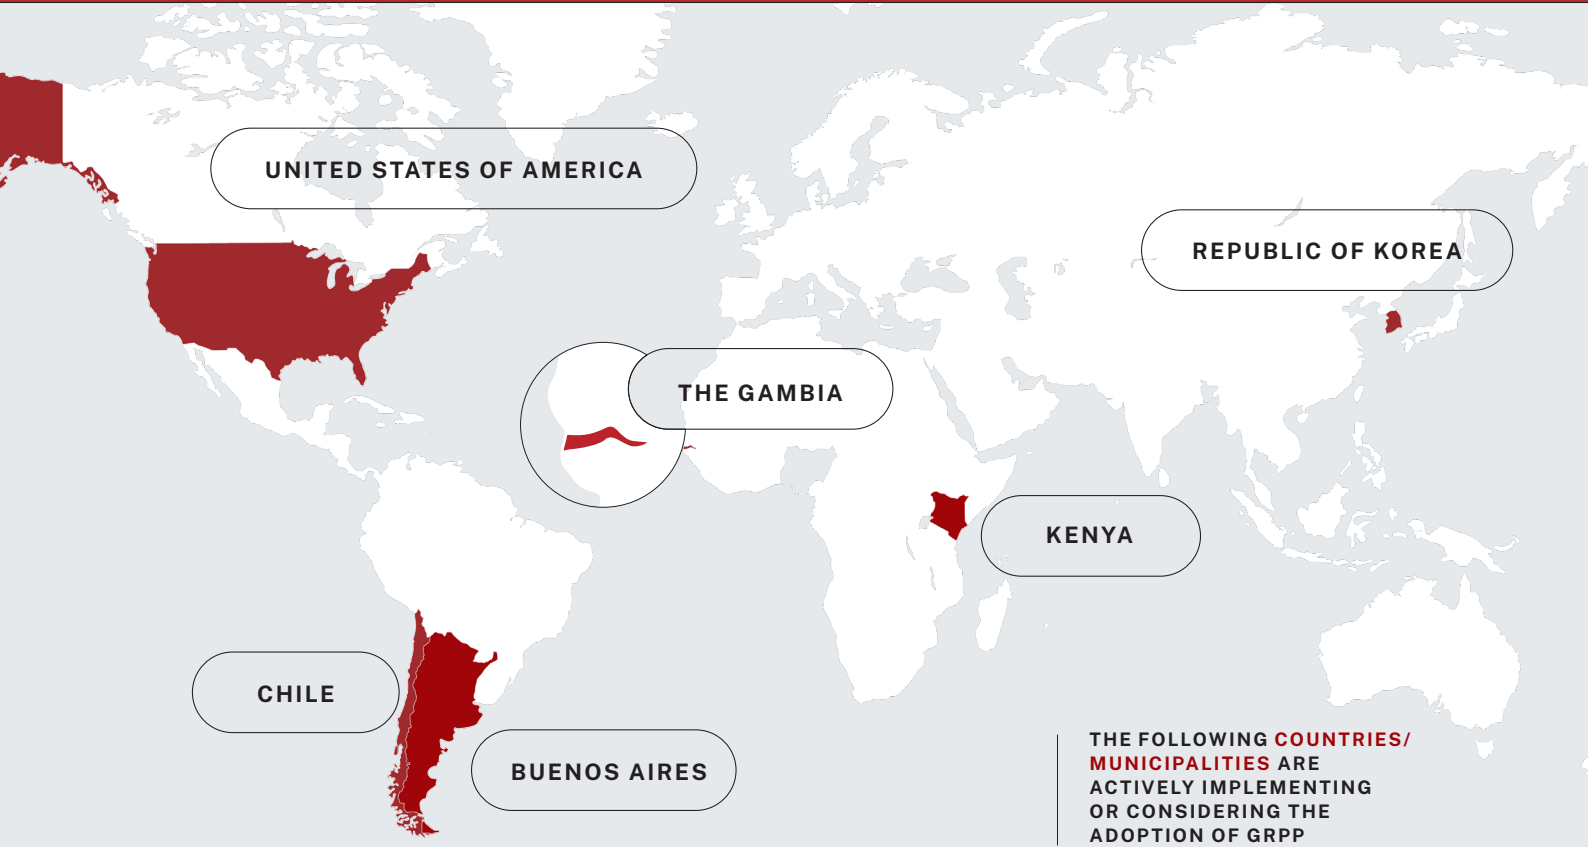 UNITED STATES OF AMERICA
REPUBLIC OF KOREA
THE GAMBIA
KENYA
CHILE
BUENOS AIRES
THE FOLLOWING COUNTRIES/
MUNICIPALITIES ARE
ACTIVELY IMPLEMENTING
OR CONSIDERING THE
ADOPTION OF GRPP